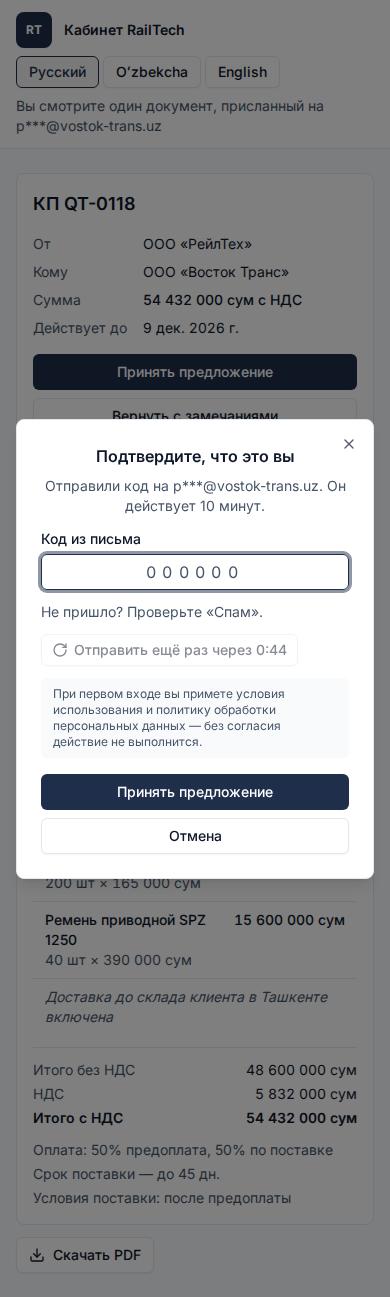 RT
Кабинет RailTech
Русский
Oʻzbekcha
English
Вы смотрите один документ, присланный на
p***@vostok-trans.uz
КП QT-0118
От ООО «РейлТех»
Кому ООО «Восток Транс»
Сумма 54 432 000 сум с НДС
Действует до 9 дек. 2026 г.
Принять предложение
Вернуть с замечаниями
Подтвердите, что это вы
Отправили код на p***@vostok-trans.uz. Он
действует 10 минут.
Код из письма
000000
Не пришло? Проверьте «Спам».
Отправить ещё раз через 0:44
При первом входе вы примете условия
использования и политику обработки
персональных данных — без согласия
действие не выполнится.
Принять предложение
Отмена
200 шт × 165 000 сум
Ремень приводной SPZ 15 600 000 сум
1250
40 шт × 390 000 сум
Доставка до склада клиента в Ташкенте
включена
Итого без НДС 48 600 000 сум
НДС 5 832 000 сум
Итого с НДС 54 432 000 сум
Оплата: 50% предоплата, 50% по поставке
Срок поставки — до 45 дн.
Условия поставки: после предоплаты
Скачать PDF